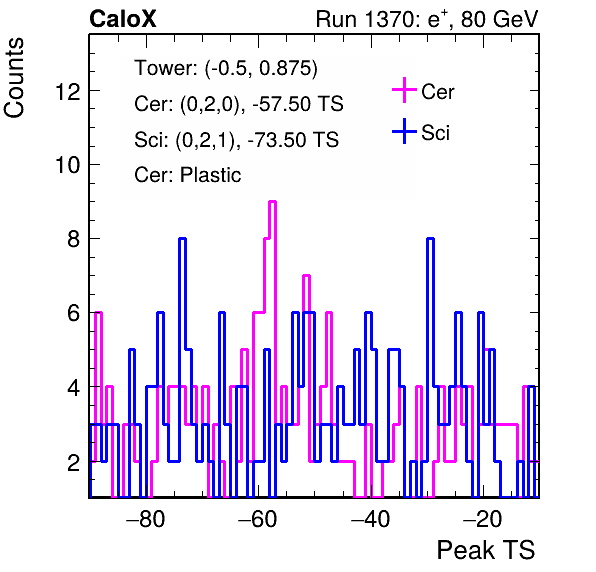 CaloX Run 1370: e⁺, 80 GeV
Counts
Tower: (-0.5, 0.875)
Cer: (0,2,0), -57.50 TS
Sci: (0,2,1), -73.50 TS
Cer: Plastic
Cer
Sci
12
10
8
6
4
2
−80 −60 −40 −20
Peak TS